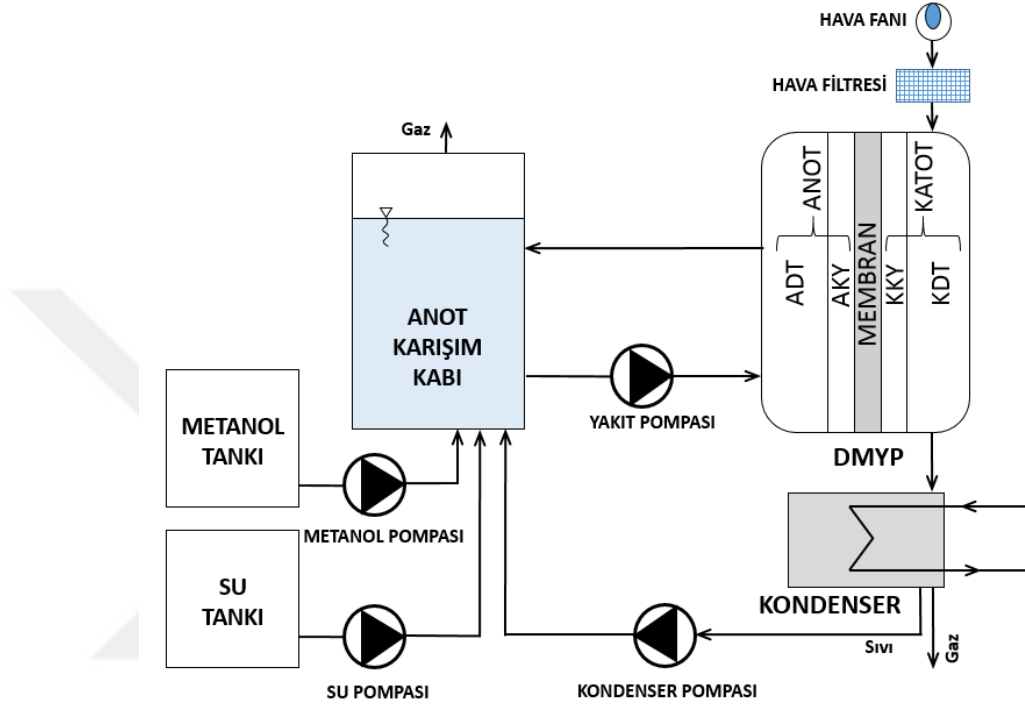 HAVA FANI
HAVA FİLTRESİ
Gaz
ANOT
KATOT
ADT
AKY
MEMBRAN
KKY
KDT
ANOT
KARIŞIM
KABI
YAKIT POMPASI
DMYP
METANOL
TANKI
METANOL POMPASI
SU
TANKI
SU POMPASI
KONDENSER
Sıvı
Gaz
KONDENSER POMPASI